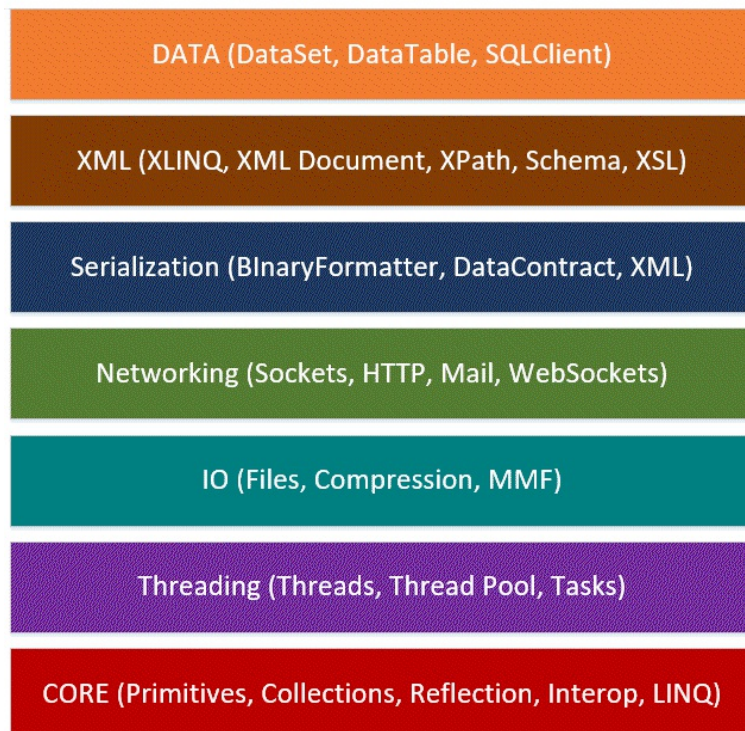 DATA (DataSet, DataTable, SQLClient)
XML (XLINQ, XML Document, XPath, Schema, XSL)
Serialization (BInaryFormatter, DataContract, XML)
Networking (Sockets, HTTP, Mail, WebSockets)
IO (Files, Compression, MMF)
Threading (Threads, Thread Pool, Tasks)
CORE (Primitives, Collections, Reflection, Interop, LINQ)